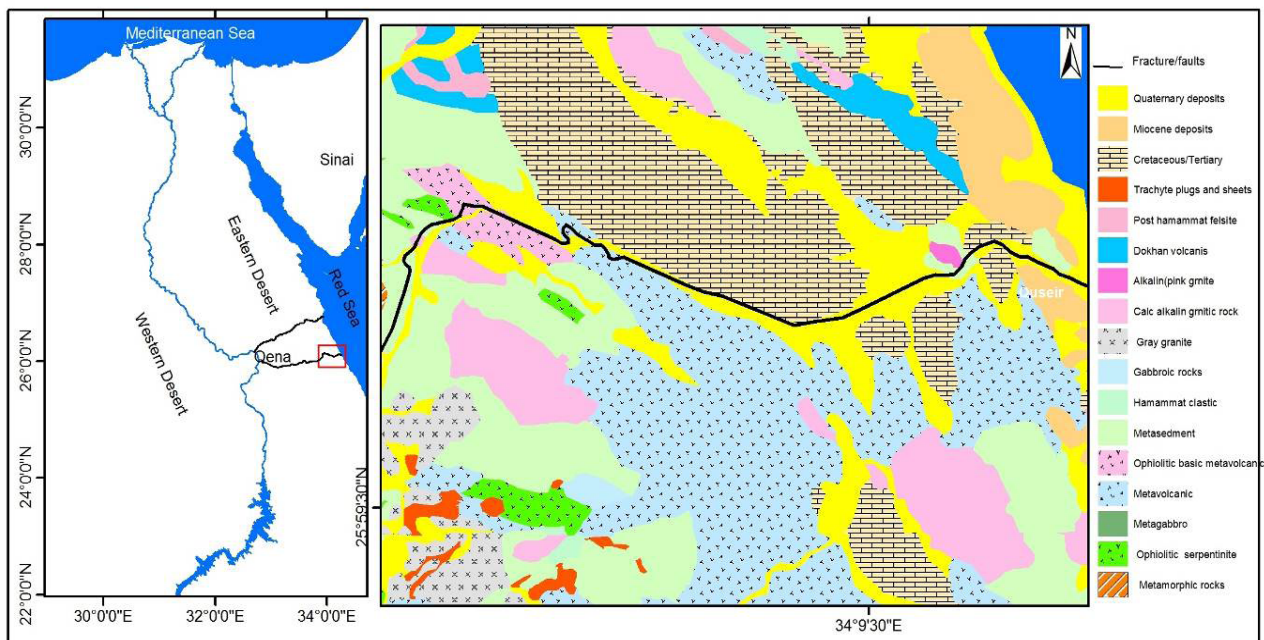 Mediterranean Sea
Sinai
Eastern Desert
Red Sea
Western Desert
Qena
30°0'0"N
28°0'0"N
26°0'0"N
24°0'0"N
22°0'0"N
30°0'0"E
32°0'0"E
34°0'0"E
25°59'30"N
34°9'30"E
N
Quseir
Fracture/faults
Quaternary deposits
Miocene deposits
Cretaceous/Tertiary
Trachyte plugs and sheets
Post hamammat felsite
Dokhan volcanis
Alkalin(pink grnite
Calc alkalin grnitic rock
Gray granite
Gabbroic rocks
Hamammat clastic
Metasedment
Ophiolitic basic metavolcanic
Metavolcanic
Metagabbro
Ophiolitic serpentinite
Metamorphic rocks